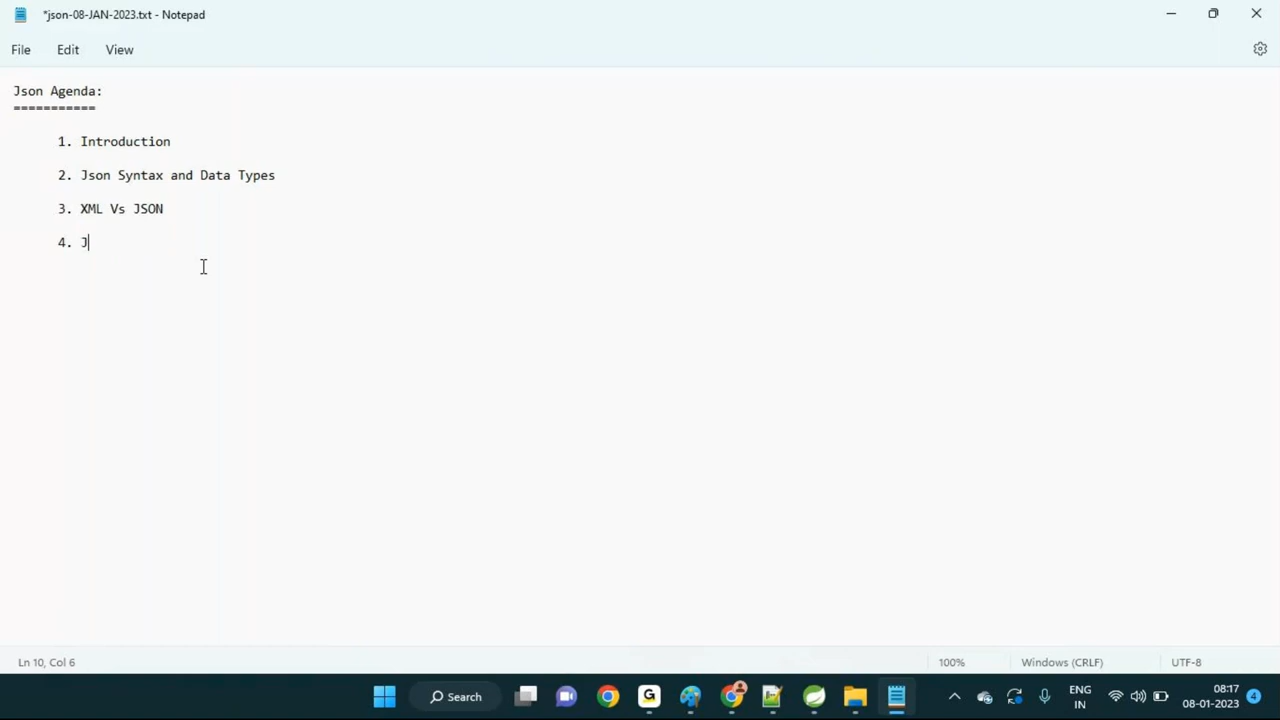 *json-08-JAN-2023.txt - Notepad
File Edit View
Json Agenda:
===========
1. Introduction
2. Json Syntax and Data Types
3. XML Vs JSON
4. J
Ln 10, Col 6 100% Windows (CRLF) UTF-8
Search G ENG 08:17
IN 08-01-2023 4